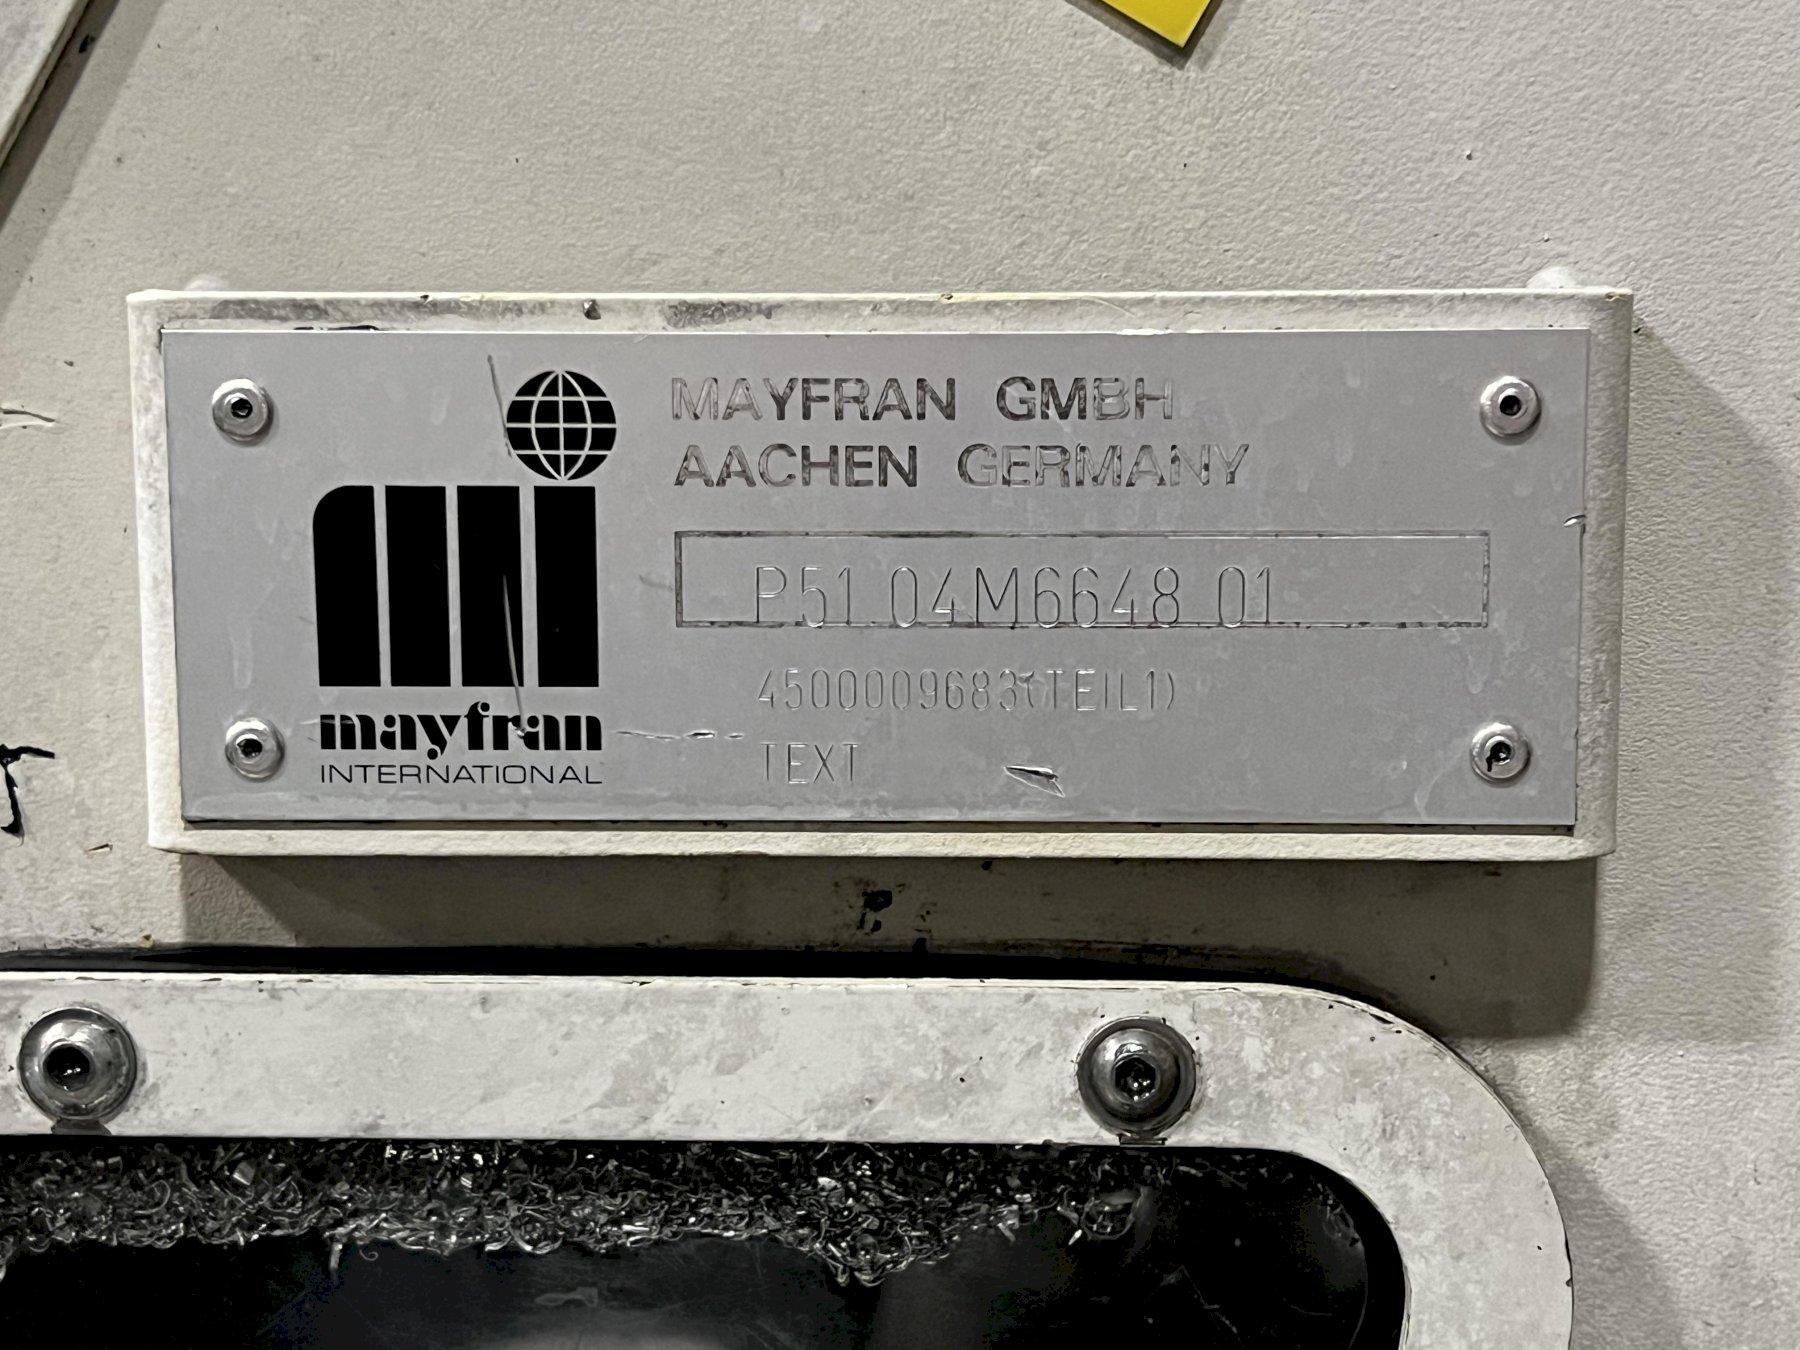 MAYFRAN GMBH
AACHEN GERMANY
P51 04M6648 01
4500009683(TEIL1)
TEXT
mayfran
INTERNATIONAL